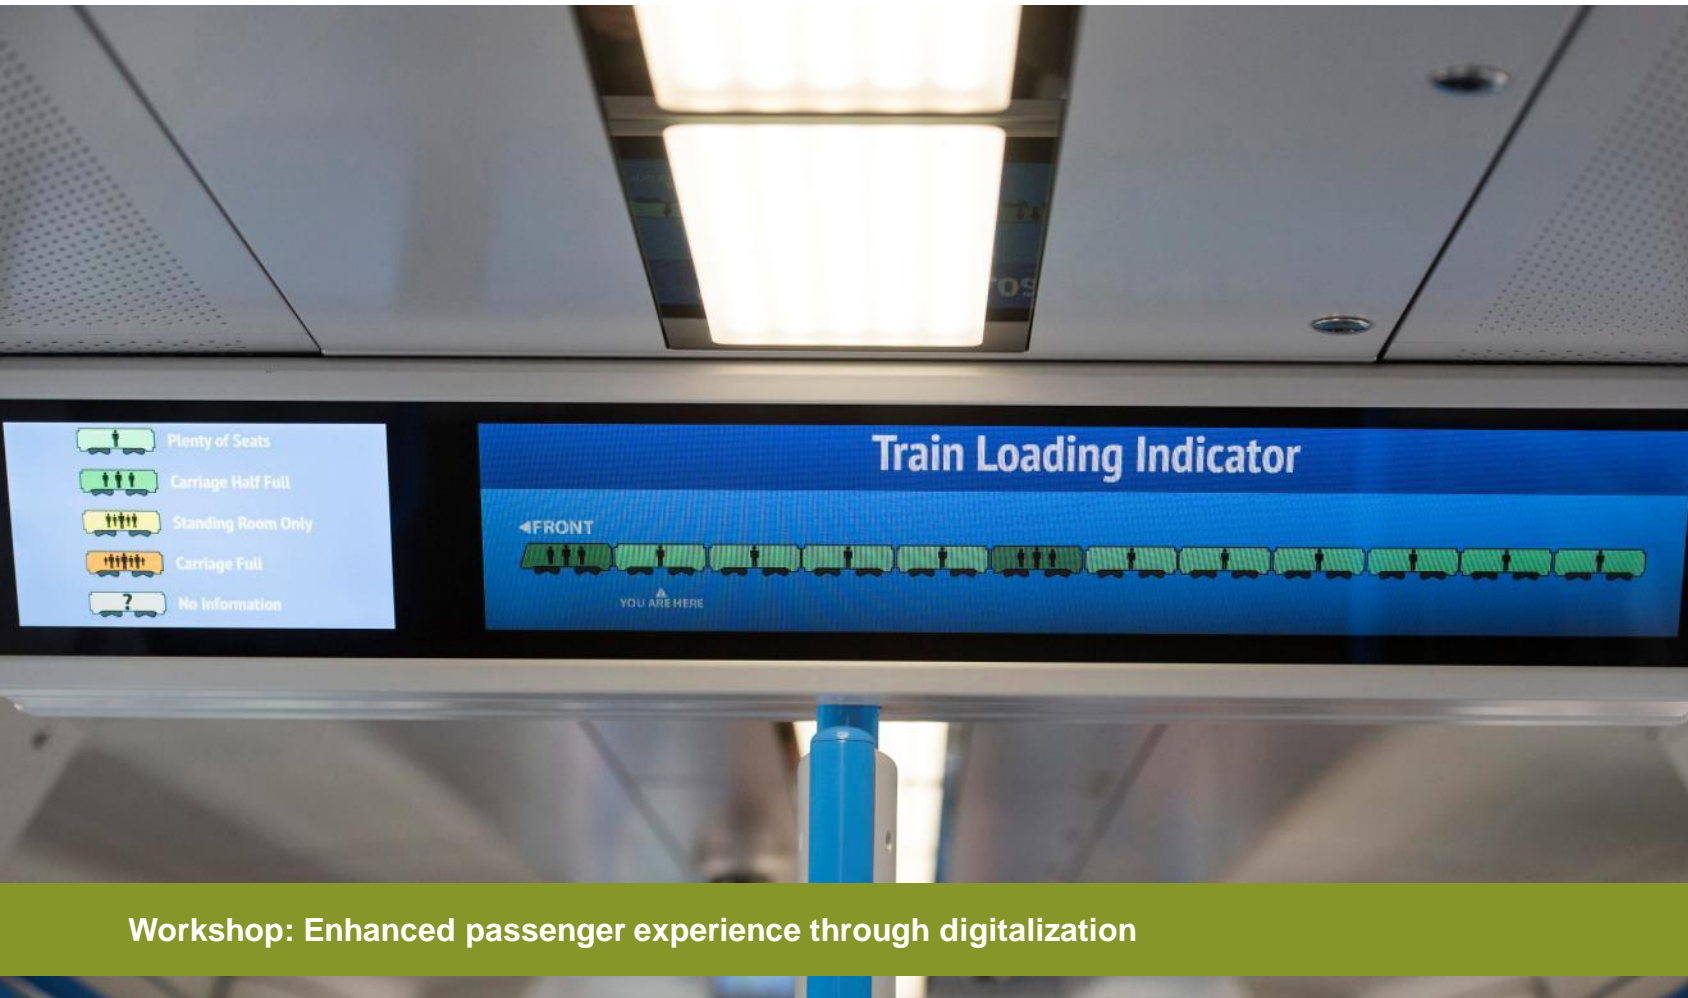 Plenty of Seats
Carriage Half Full
Standing Room Only
Carriage Full
?
No Information
Train Loading Indicator
◀FRONT
YOU ARE HERE
Workshop: Enhanced passenger experience through digitalization